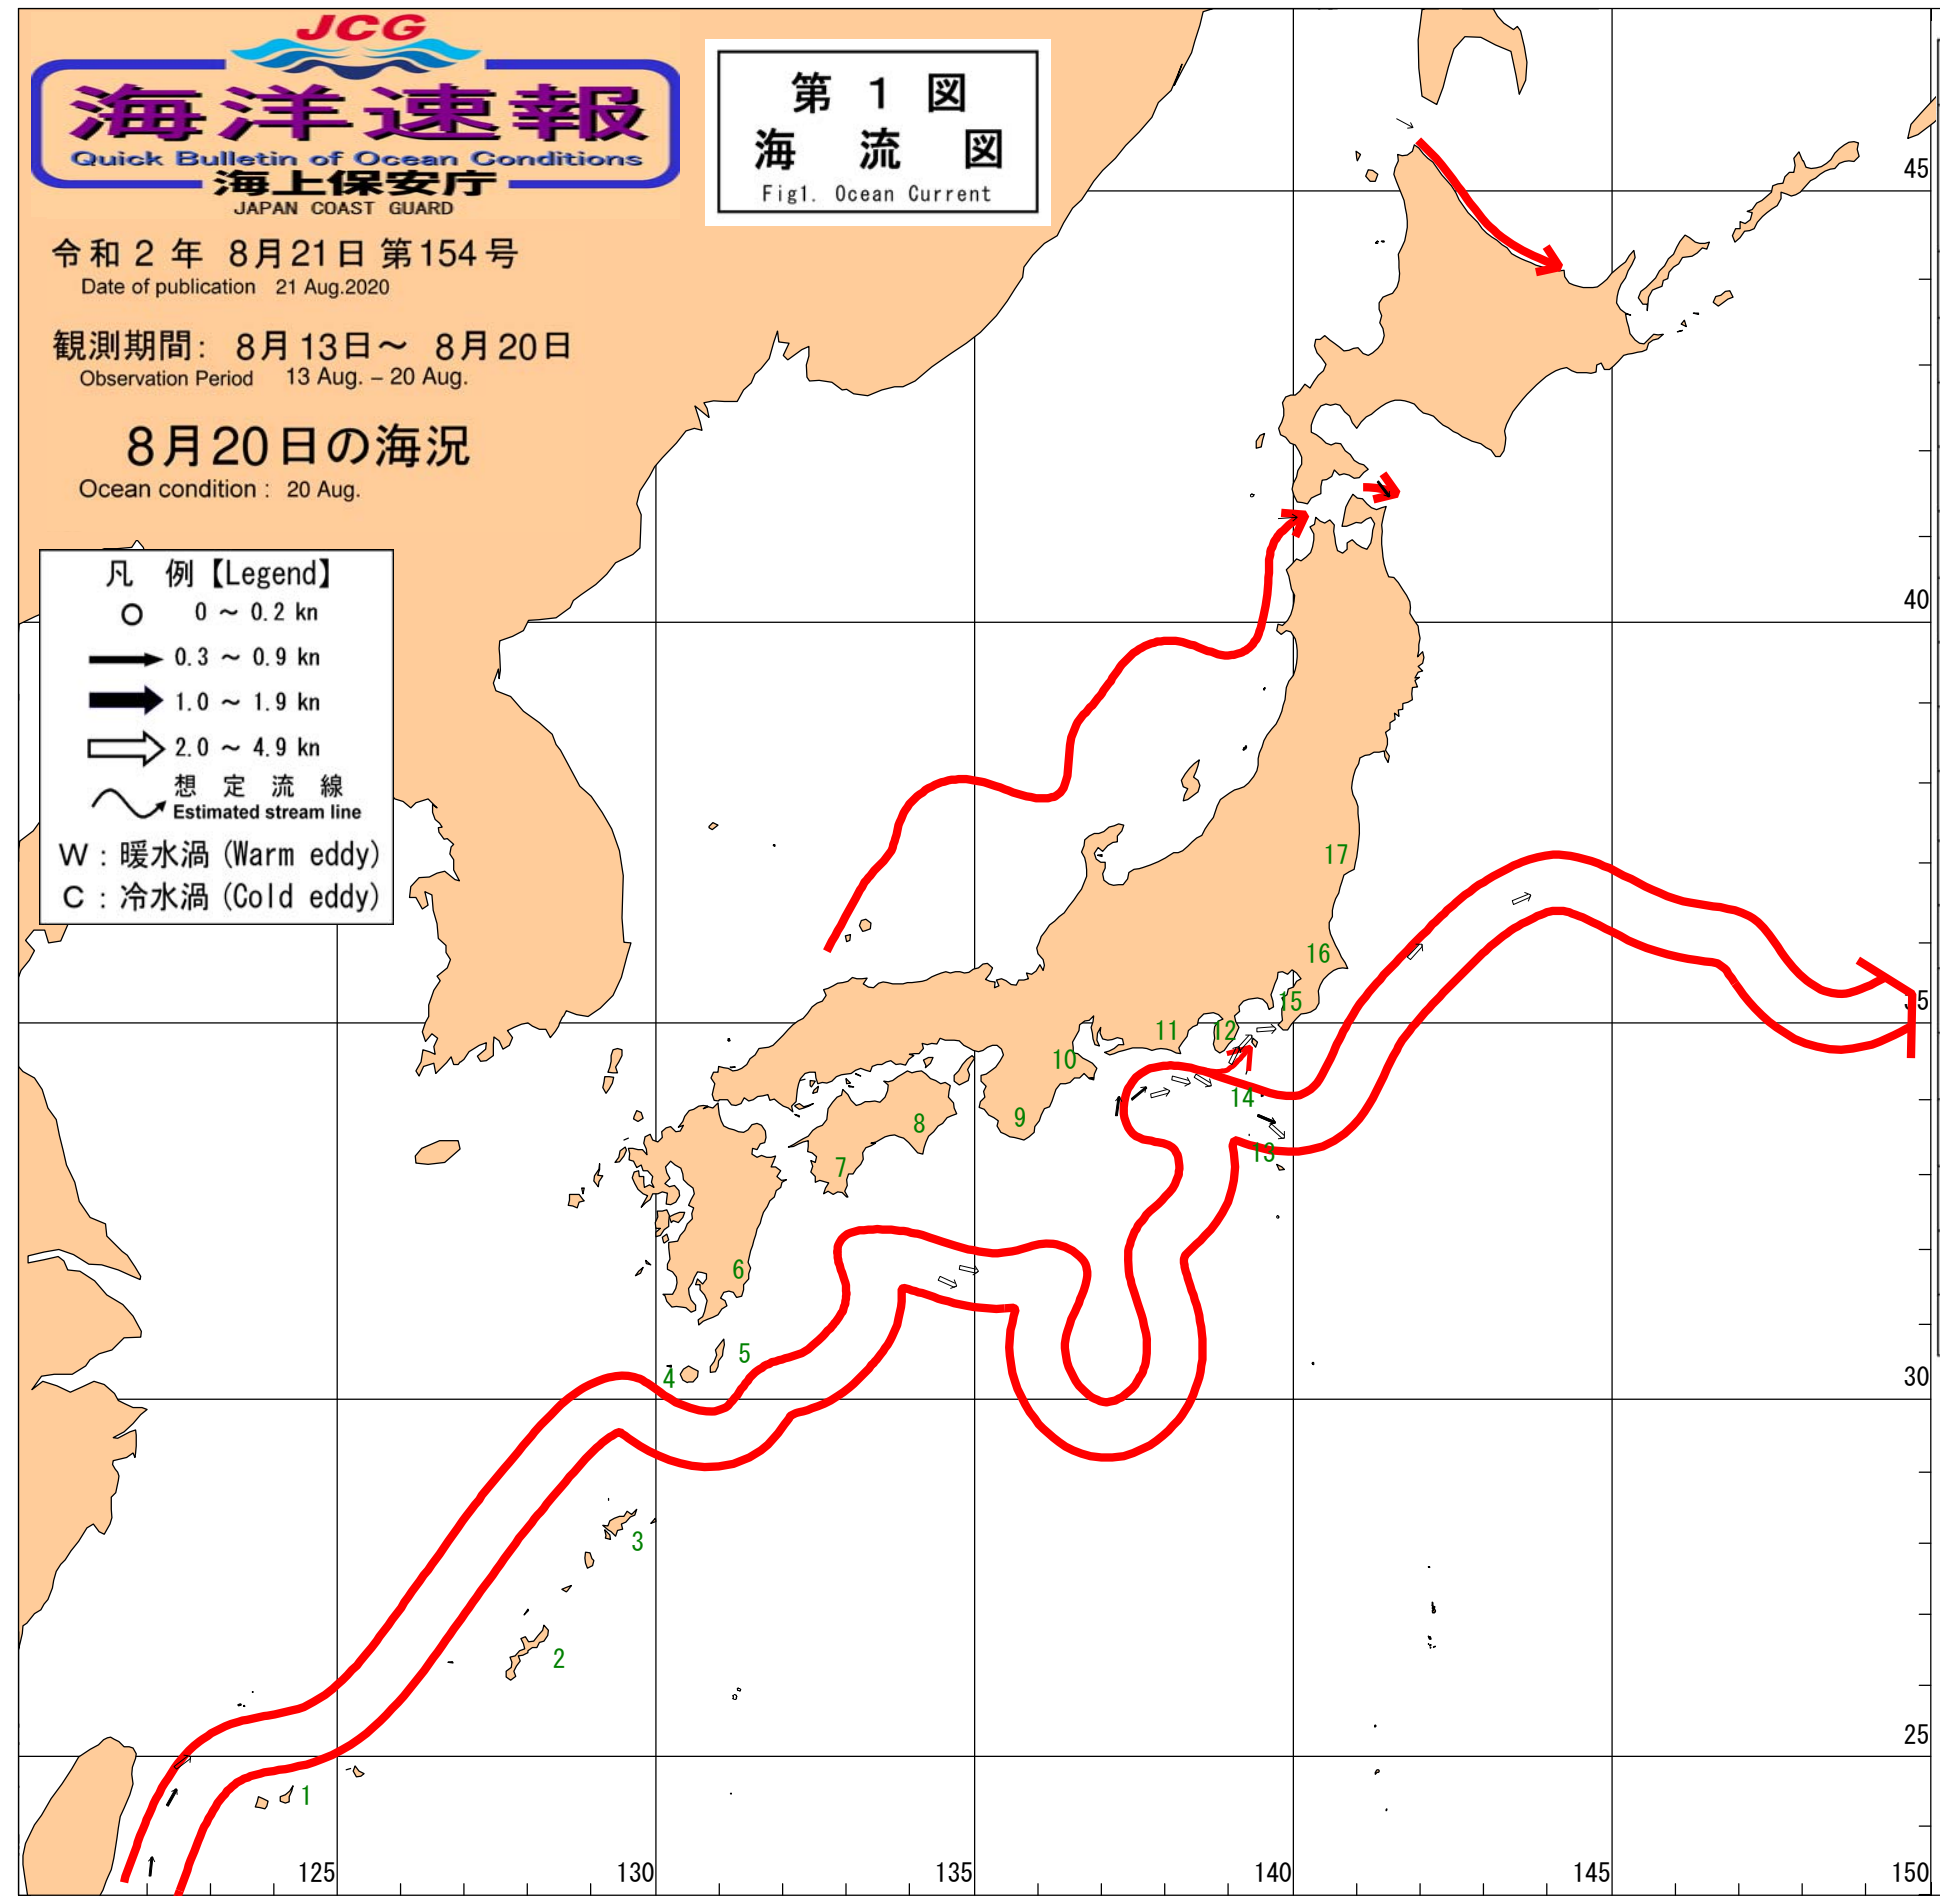 JCG
海洋速報
Quick Bulletin of Ocean Conditions
海上保安庁
JAPAN COAST GUARD
第 1 図
海 流 図
Fig1. Ocean Current
令和 2 年 8月21日 第154号
Date of publication 21 Aug.2020
観測期間: 8月13日～ 8月20日
Observation Period 13 Aug. – 20 Aug.
8月20日の海況
Ocean condition : 20 Aug.
凡 例【Legend】
0 ～ 0.2 kn
0.3 ～ 0.9 kn
1.0 ～ 1.9 kn
2.0 ～ 4.9 kn
想 定 流 線
Estimated stream line
W : 暖水渦 (Warm eddy)
C : 冷水渦 (Cold eddy)
45
40
35
30
25
125
130
135
140
145
150
17
16
15
12
11
10
14
9
8
13
7
6
5
4
3
2
1